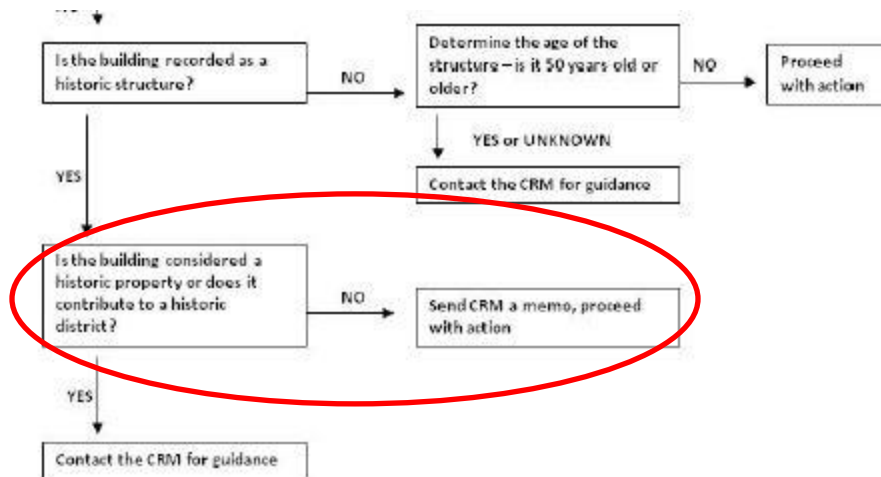 Is the building recorded as a
historic structure?
NO
Determine the age of the
structure – is it 50 years old or
older?
NO
Proceed
with action
YES or UNKNOWN
Contact the CRM for guidance
YES
Is the building considered a
historic property or does it
contribute to a historic
district?
NO
Send CRM a memo, proceed
with action
YES
Contact the CRM for guidance